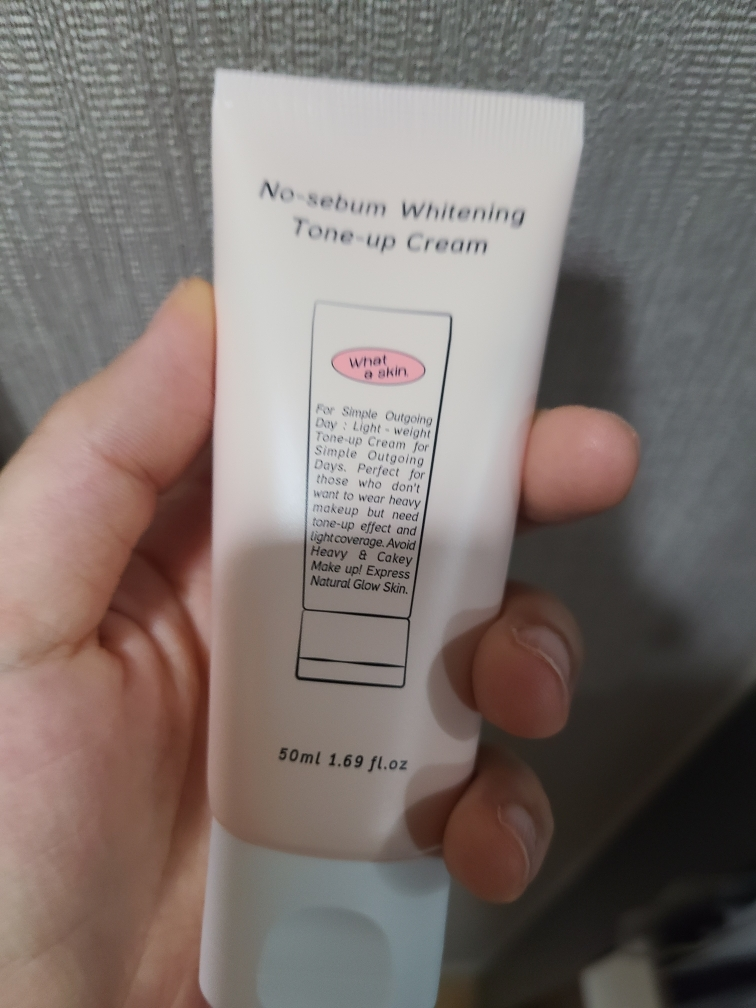 No-sebum Whitening
Tone-up Cream
What
a skin.
For Simple Outgoing
Day : Light - weight
Tone-up Cream for
Simple Outgoing
Days. Perfect for
those who don't
want to wear heavy
makeup but need
tone-up effect and
light coverage. Avoid
Heavy & Cakey
Make up! Express
Natural Glow Skin.
50ml 1.69 fl.oz